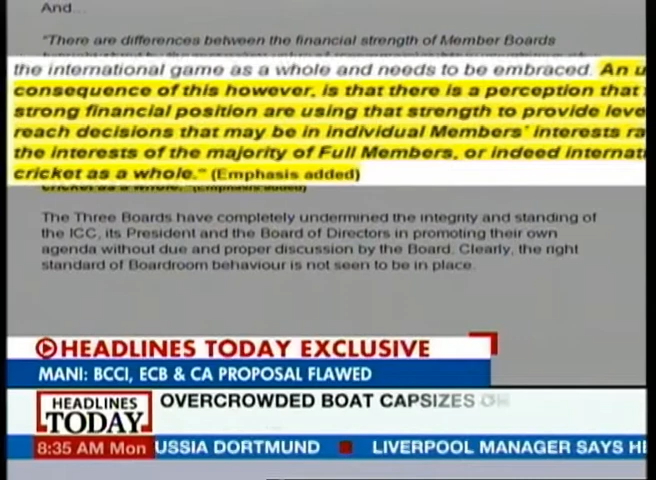 And...
"There are differences between the financial strength of Member Boards
the international game as a whole and needs to be embraced. An u
consequence of this however, is that there is a perception that
strong financial position are using that strength to provide leve
reach decisions that may be in individual Members' interests ra
the interests of the majority of Full Members, or indeed internat
cricket as a whole." (Emphasis added)
cricket as a whole." (Emphasis added)
The Three Boards have completely undermined the integrity and standing of
the ICC, its President and the Board of Directors in promoting their own
agenda without due and proper discussion by the Board. Clearly, the right
standard of Boardroom behaviour is not seen to be in place.
HEADLINES TODAY EXCLUSIVE
MANI: BCCI, ECB & CA PROPOSAL FLAWED
HEADLINES
TODAY
OVERCROWDED BOAT CAPSIZES
8:35 AM Mon
USSIA DORTMUND
LIVERPOOL MANAGER SAYS HE